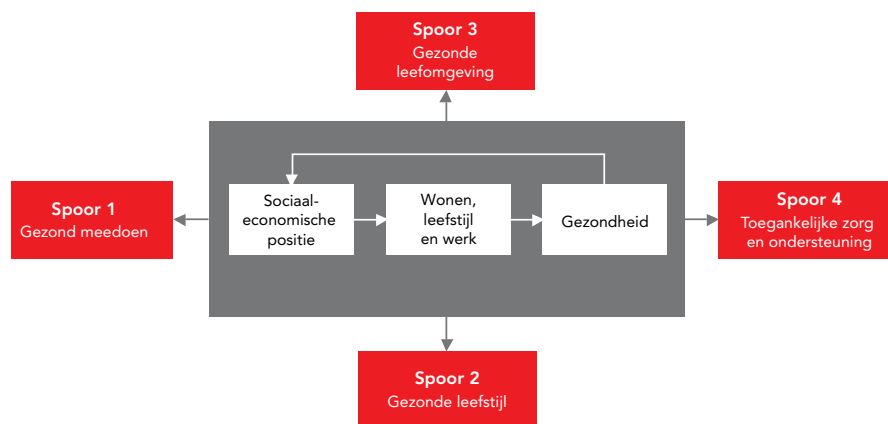 Spoor 3
Gezonde
leefomgeving
Spoor 1
Gezond meedoen
Sociaal-
economische
positie
Wonen,
leefstijl
en werk
Gezondheid
Spoor 4
Toegankelijke zorg
en ondersteuning
Spoor 2
Gezonde leefstijl